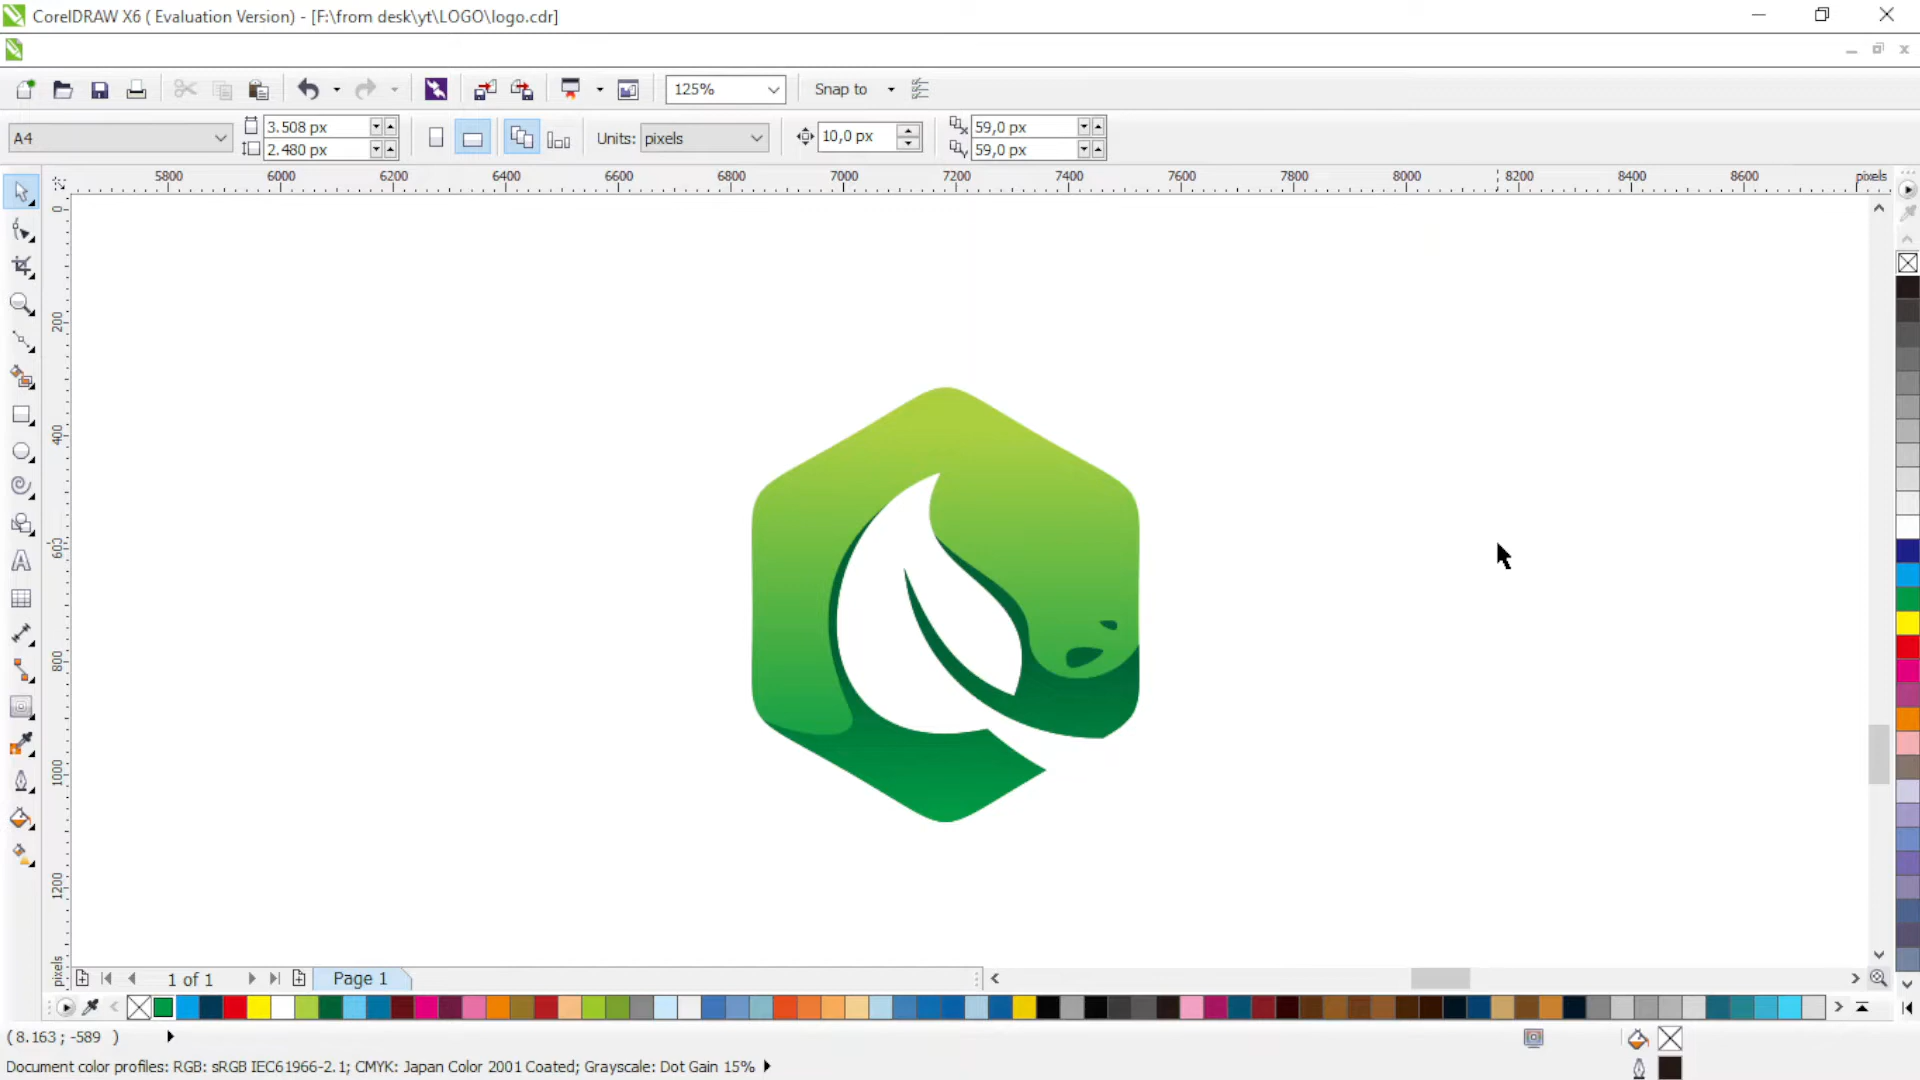 CorelDRAW X6 ( Evaluation Version) - [F:\from desk\yt\LOGO\logo.cdr]
125%
Snap to
A4
3.508 px
2.480 px
Units: pixels
10,0 px
59,0 px
59,0 px
5800 6000 6200 6400 6600 6800 7000 7200 7400 7600 7800 8000 8200 8400 8600 pixels
0
200
400
600
800
1000
1200
pixels
1 of 1
Page 1
( 8.163 ; -589 )
Document color profiles: RGB: sRGB IEC61966-2.1; CMYK: Japan Color 2001 Coated; Grayscale: Dot Gain 15%